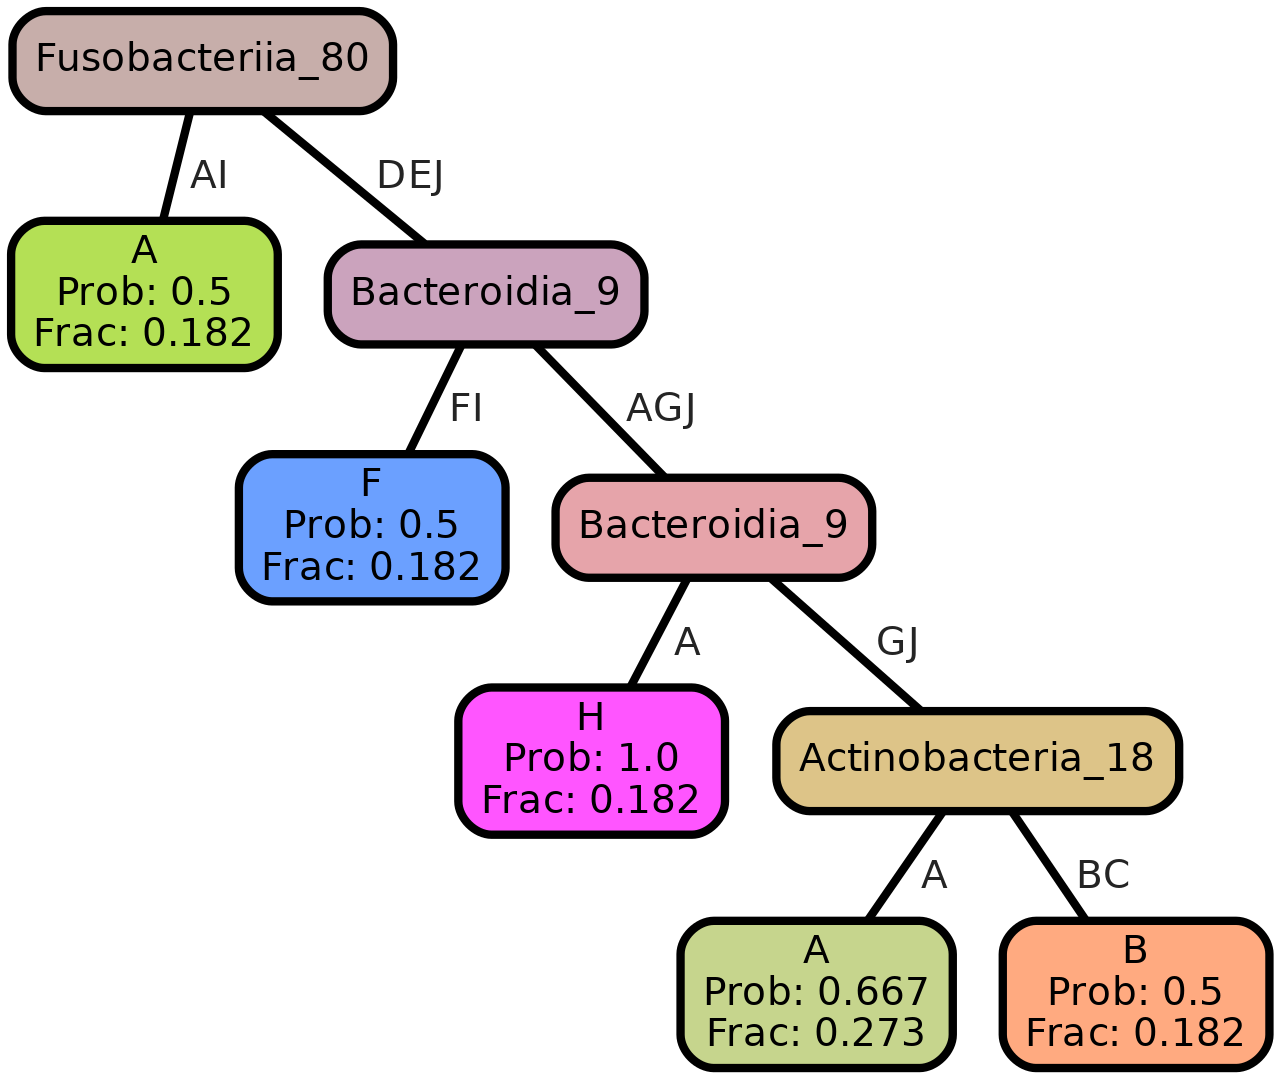 Fusobacteriia_80
AI
DEJ
A
Prob: 0.5
Frac: 0.182
Bacteroidia_9
FI
AGJ
F
Prob: 0.5
Frac: 0.182
Bacteroidia_9
A
GJ
H
Prob: 1.0
Frac: 0.182
Actinobacteria_18
A
BC
A
Prob: 0.667
Frac: 0.273
B
Prob: 0.5
Frac: 0.182